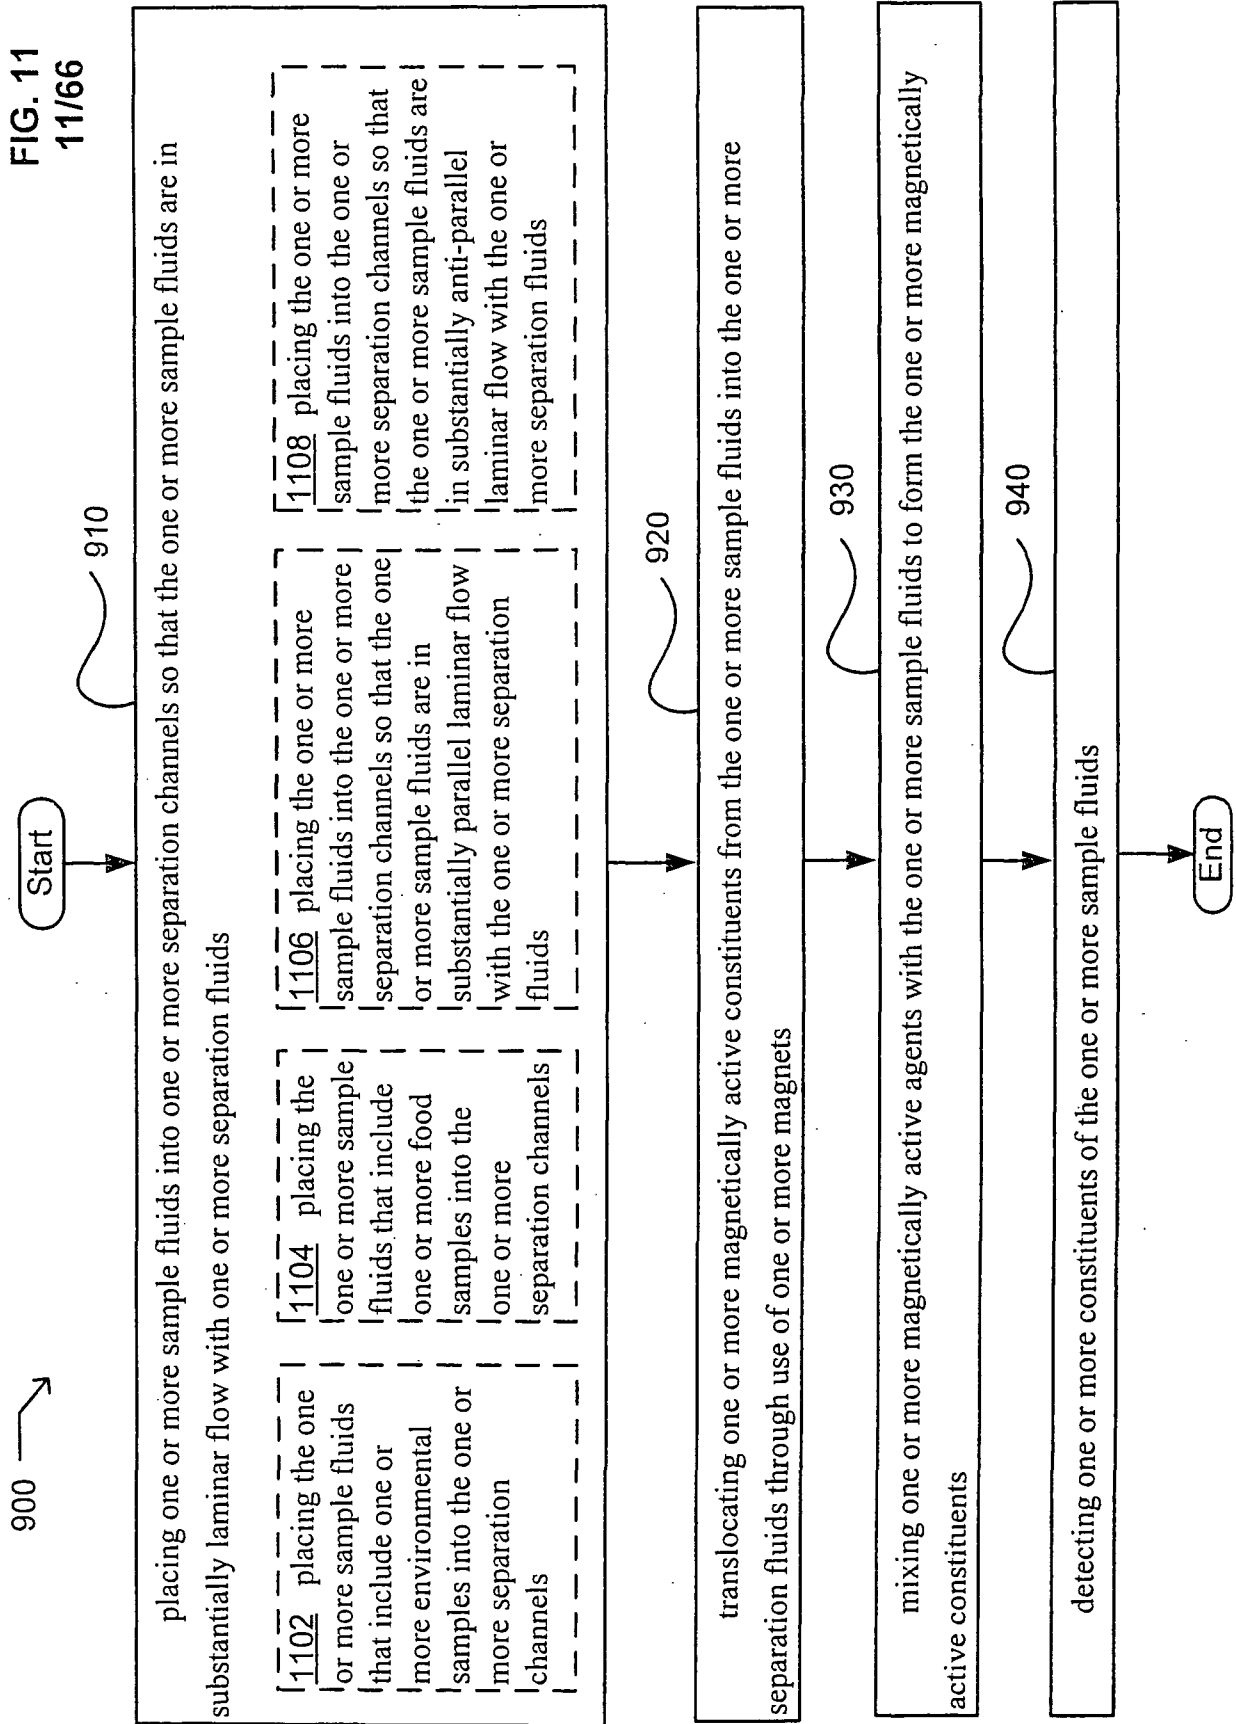 FIG. 11
11/66
900
Start
910
placing one or more sample fluids into one or more separation channels so that the one or more sample fluids are in
substantially laminar flow with one or more separation fluids
1102 placing the one
or more sample fluids
that include one or
more environmental
samples into the one or
more separation
channels
1104 placing the
one or more sample
fluids that include
one or more food
samples into the
one or more
separation channels
1106 placing the one or more
sample fluids into the one or more
separation channels so that the one
or more sample fluids are in
substantially parallel laminar flow
with the one or more separation
fluids
1108 placing the one or more
sample fluids into the one or
more separation channels so that
the one or more sample fluids are
in substantially anti-parallel
laminar flow with the one or
more separation fluids
920
translocating one or more magnetically active constituents from the one or more sample fluids into the one or more
separation fluids through use of one or more magnets
930
mixing one or more magnetically active agents with the one or more sample fluids to form the one or more magnetically
active constituents
940
detecting one or more constituents of the one or more sample fluids
End